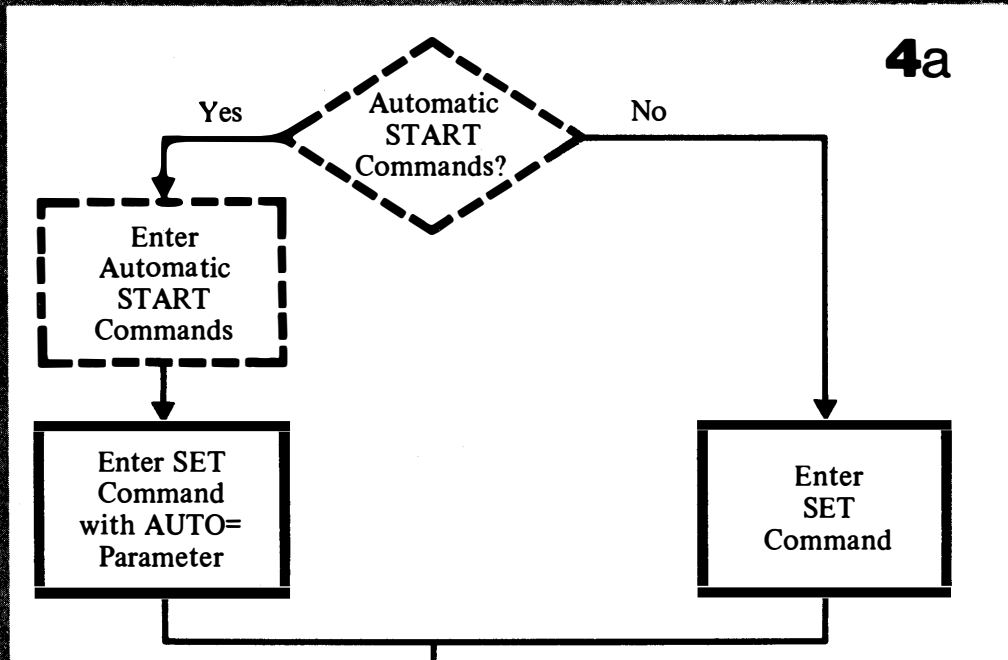 4a
Automatic
START
Commands?
Yes
No
Enter
Automatic
START
Commands
Enter SET
Command
with AUTO=
Parameter
Enter
SET
Command